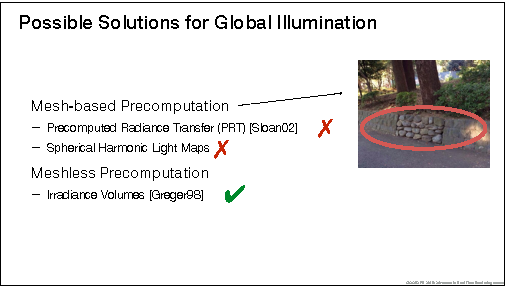 Possible Solutions for Global Illumination
Mesh-based Precomputation
– Precomputed Radiance Transfer (PRT) [Sloan02]
– Spherical Harmonic Light Maps
Meshless Precomputation
– Irradiance Volumes [Greger98]